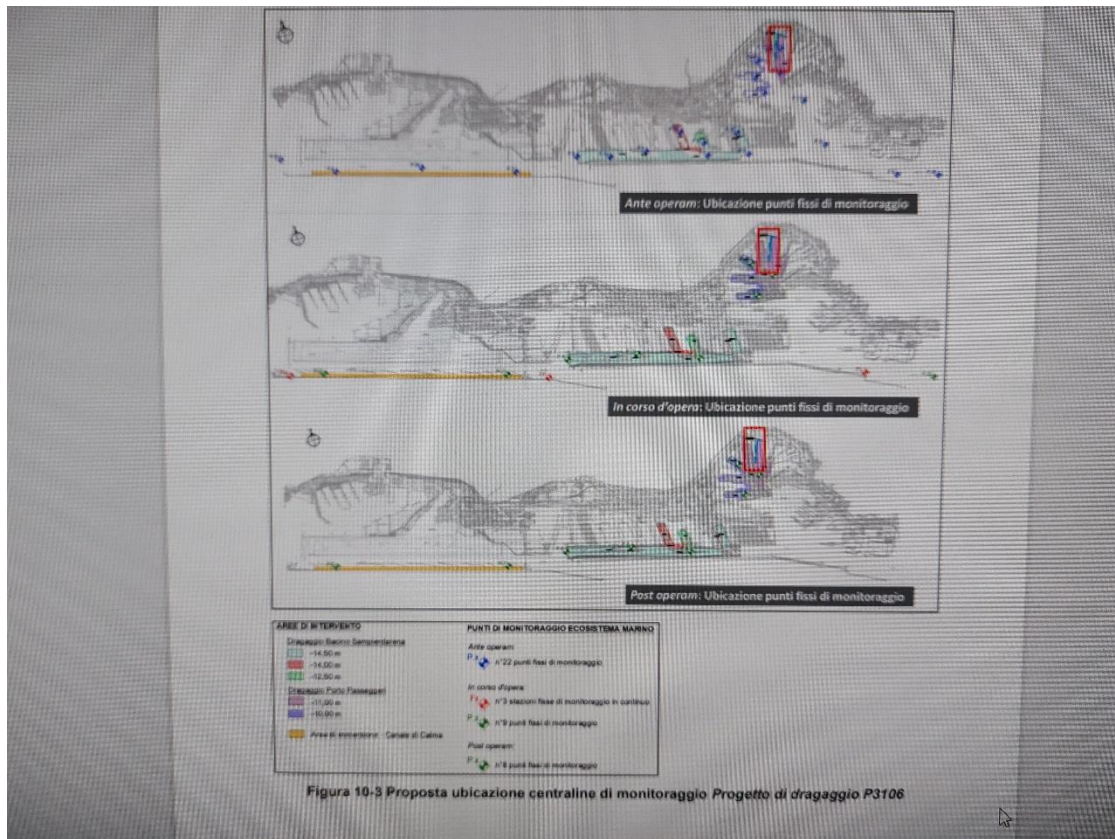 Ante operam: Ubicazione punti fissi di monitoraggio
In corso d'opera: Ubicazione punti fissi di monitoraggio
Post operam: Ubicazione punti fissi di monitoraggio
AREE DI INTERVENTO
Dragaggio Bacino Sampierdarena
-14,50 m
-14,00 m
-12,50 m
Dragaggio Porto Passeggeri
-11,00 m
-10,00 m
Area di immersione Canale di Calma
PUNTI DI MONITORAGGIO ECOSISTEMA MARINO
Ante operam:
n°22 punti fissi di monitoraggio
In corso d'opera:
n°3 stazioni fisse di monitoraggio in continuo
n°9 punti fissi di monitoraggio
Post operam:
n°8 punti fissi di monitoraggio
Figura 10-3 Proposta ubicazione centraline di monitoraggio Progetto di dragaggio P3106